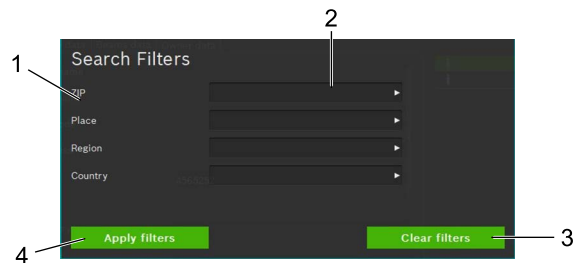 2
Search Filters
1
ZIP
Place
Region
Country
Apply filters
Clear filters
3
4